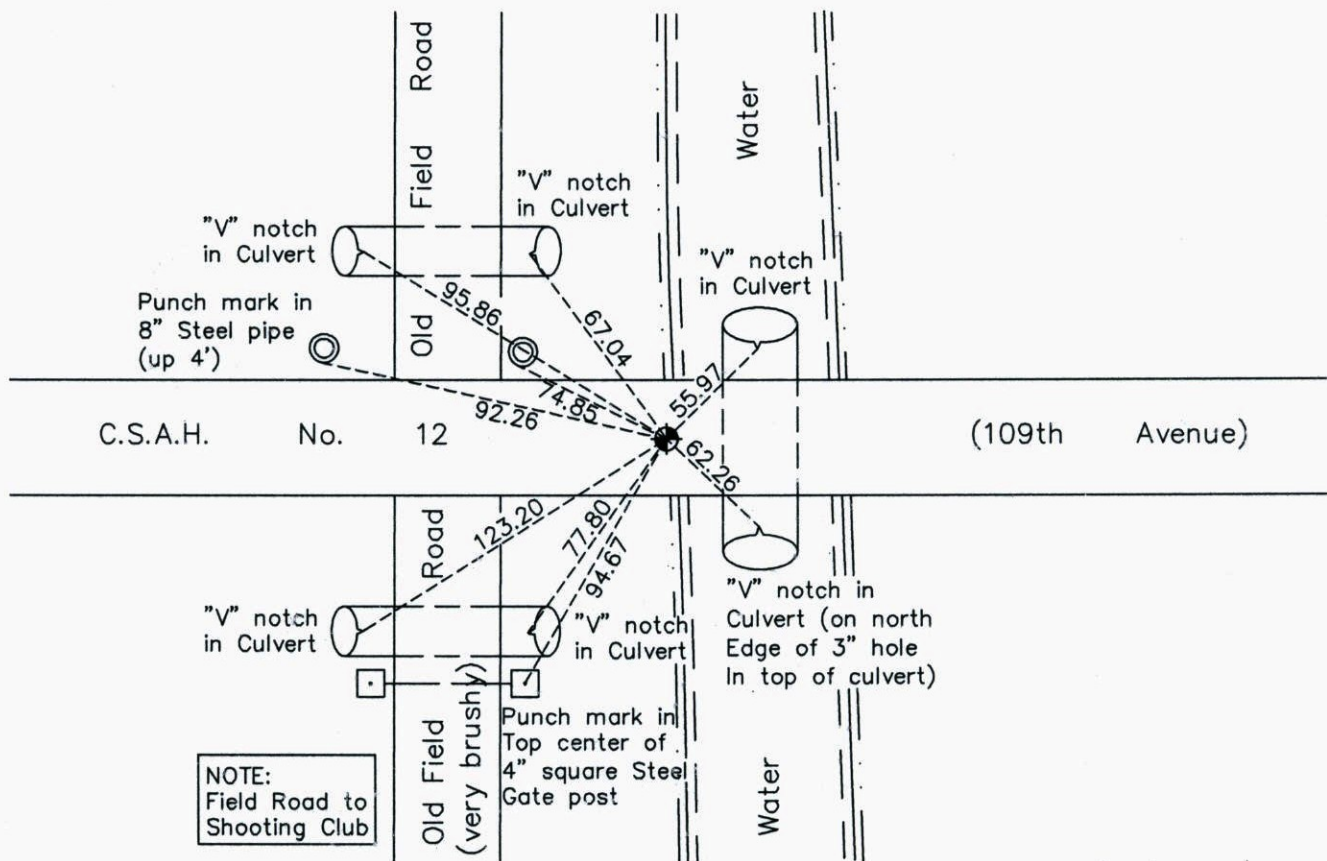 Old Field Road
Water
"V" notch
in Culvert
"V" notch
in Culvert
"V" notch
in Culvert
Punch mark in
8" Steel pipe
(up 4')
95.86
67.04
55.97
74.85
92.26
C.S.A.H. No. 12 (109th Avenue)
62.26
123.20
77.80
94.67
"V" notch
in Culvert
"V" notch
in Culvert
"V" notch in
Culvert (on north
Edge of 3" hole
In top of culvert)
Old Field Road
(very brushy)
Punch mark in
Top center of
4" square Steel
Gate post
Water
NOTE:
Field Road to
Shooting Club